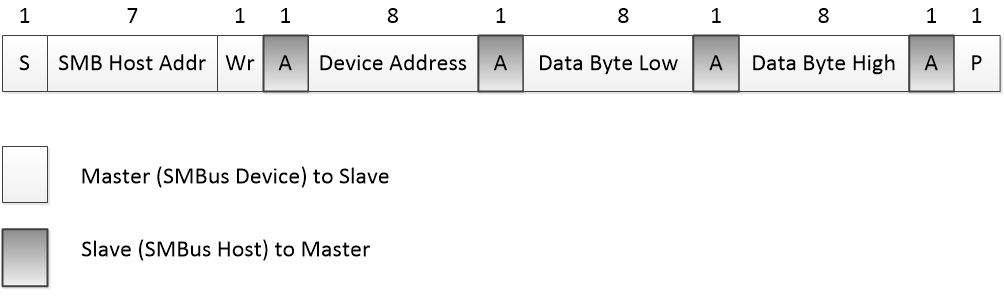 1 7 1 1 8 1 8 1 8 1 1
S SMB Host Addr Wr A Device Address A Data Byte Low A Data Byte High A P
Master (SMBus Device) to Slave
Slave (SMBus Host) to Master